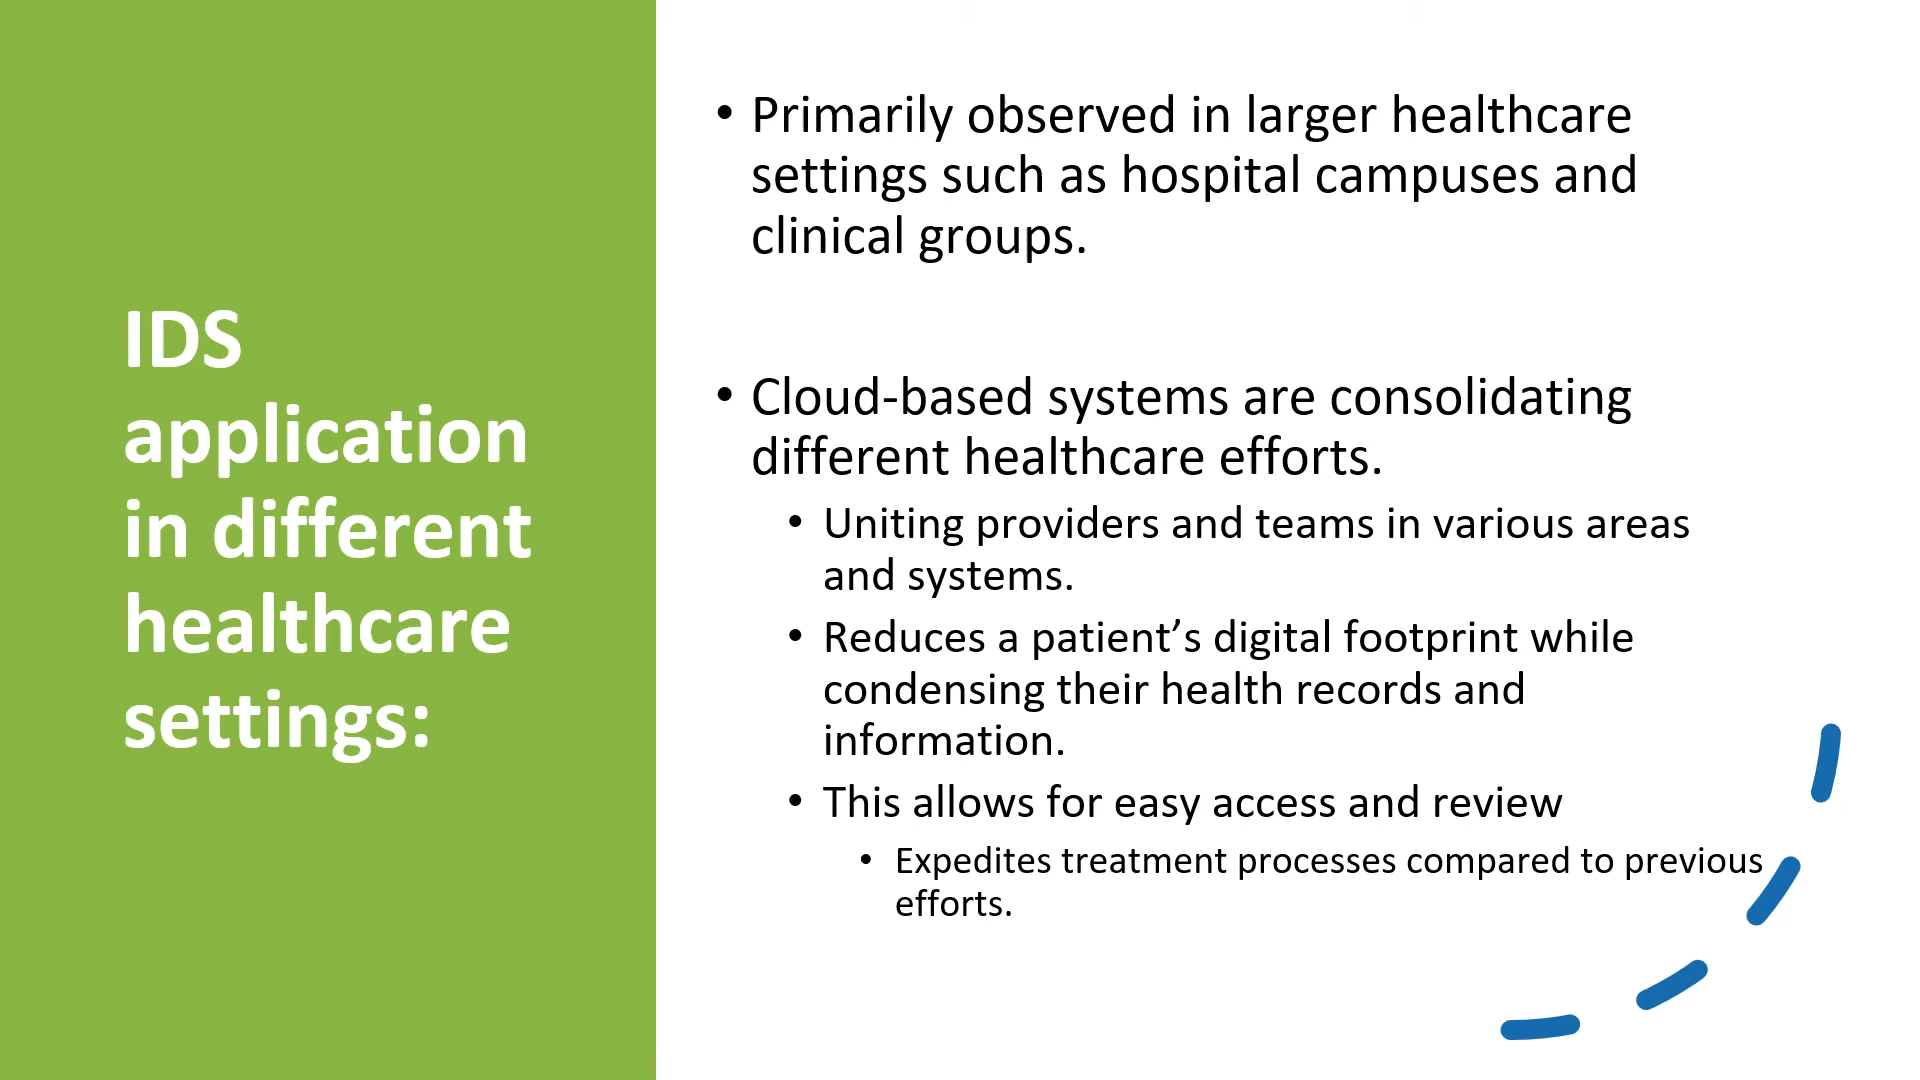 IDS
application
in different
healthcare
settings:
• Primarily observed in larger healthcare
settings such as hospital campuses and
clinical groups.
• Cloud-based systems are consolidating
different healthcare efforts.
• Uniting providers and teams in various areas
and systems.
• Reduces a patient’s digital footprint while
condensing their health records and
information.
• This allows for easy access and review
• Expedites treatment processes compared to previous
efforts.